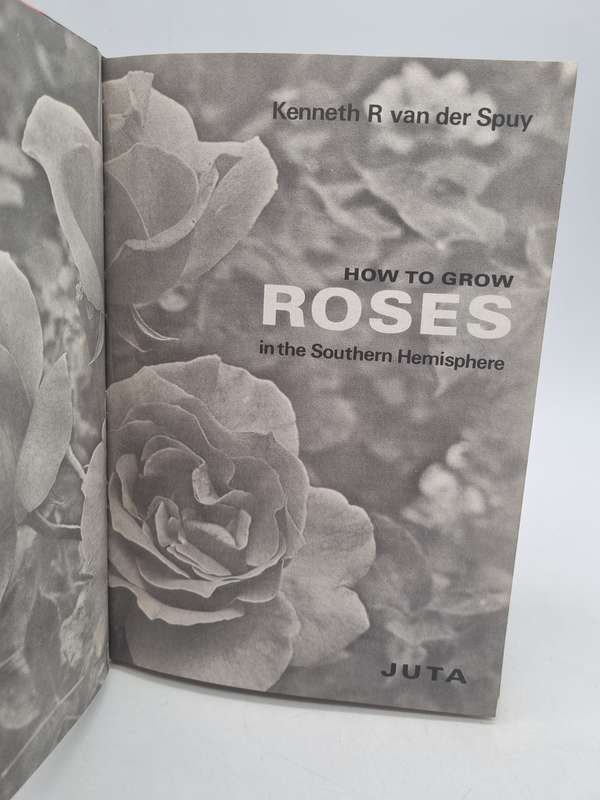 Kenneth R van der Spuy
HOW TO GROW
ROSES
in the Southern Hemisphere
JUTA